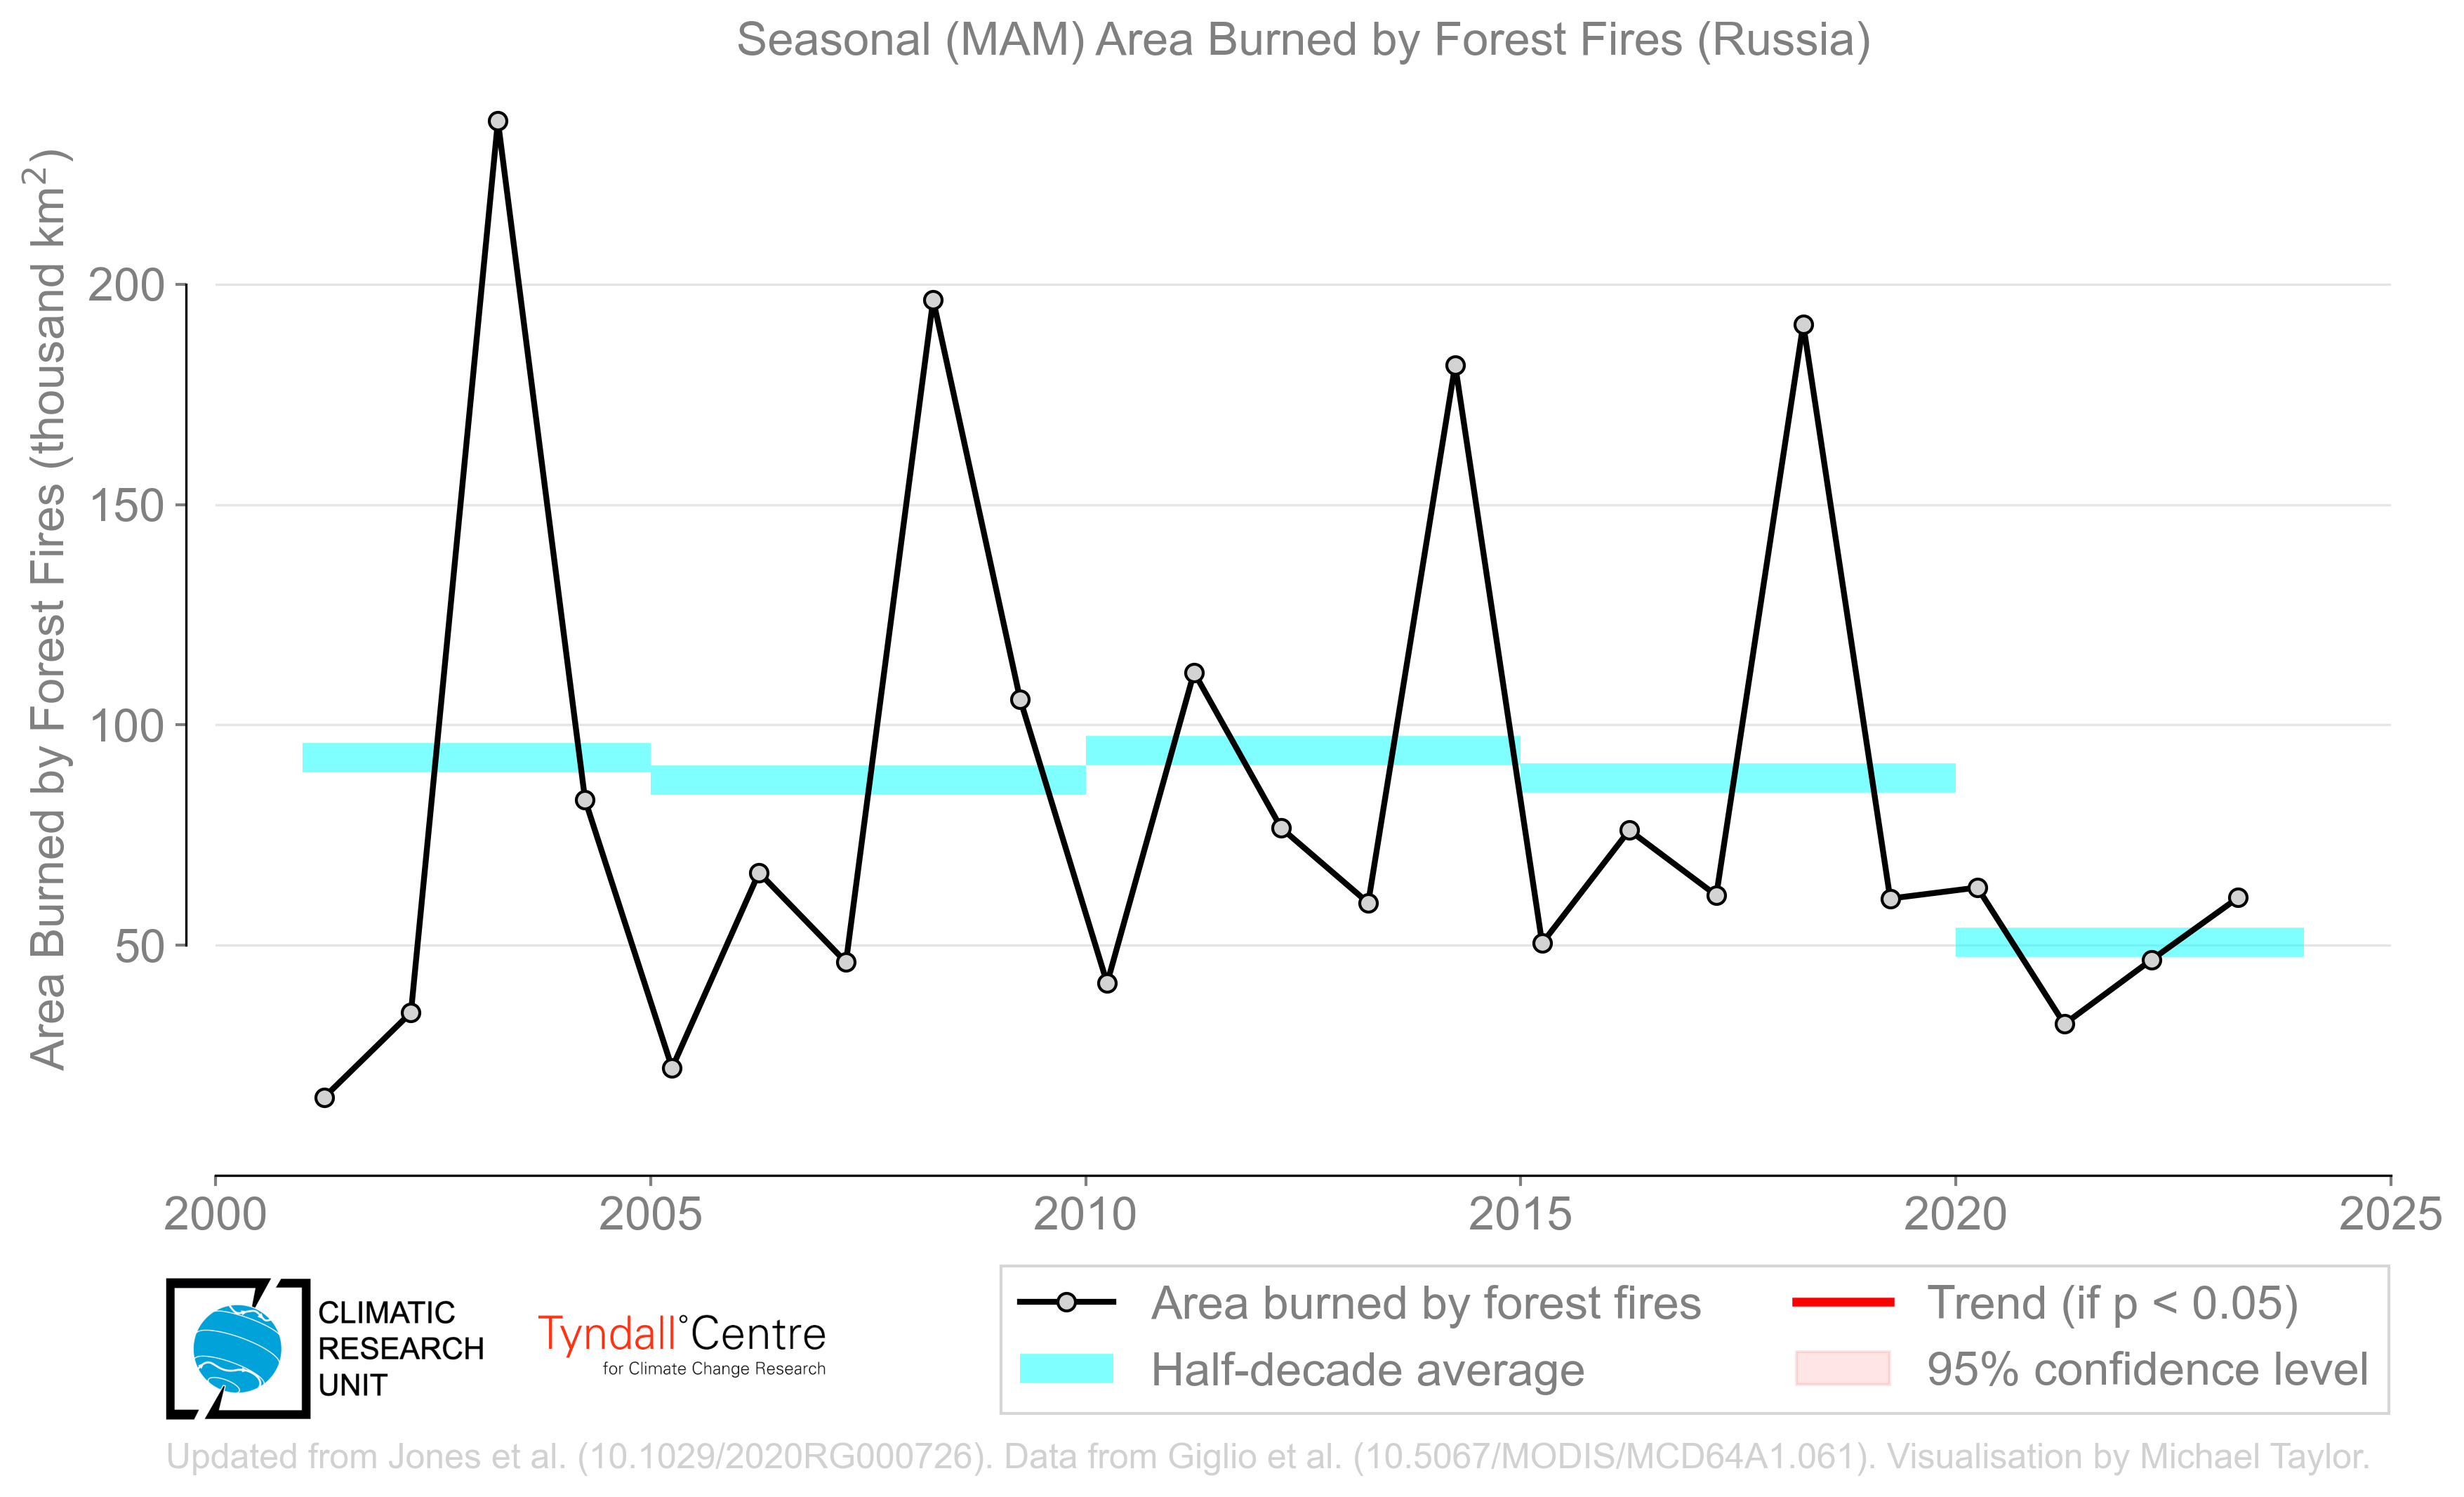 Seasonal (MAM) Area Burned by Forest Fires (Russia)
Area Burned by Forest Fires (thousand km²)
200
150
100
50
2000 2005 2010 2015 2020 2025
CLIMATIC
RESEARCH
UNIT
Tyndall°Centre
for Climate Change Research
Area burned by forest fires
Half-decade average
Trend (if p < 0.05)
95% confidence level
Updated from Jones et al. (10.1029/2020RG000726). Data from Giglio et al. (10.5067/MODIS/MCD64A1.061). Visualisation by Michael Taylor.